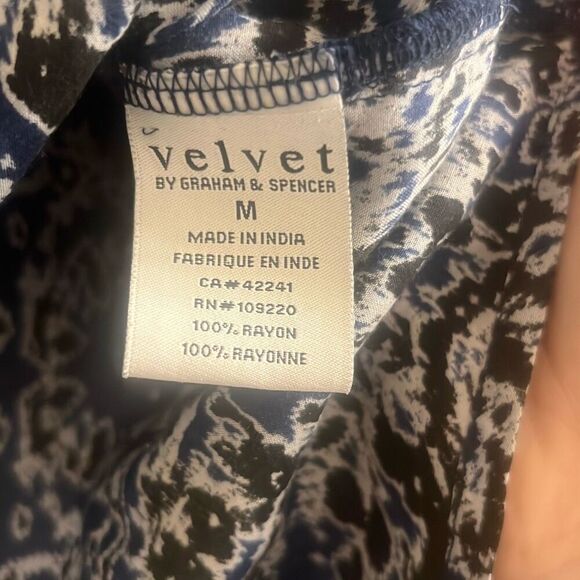 velvet
BY GRAHAM & SPENCER
M
MADE IN INDIA
FABRIQUE EN INDE
CA#42241
RN#109220
100% RAYON
100% RAYONNE